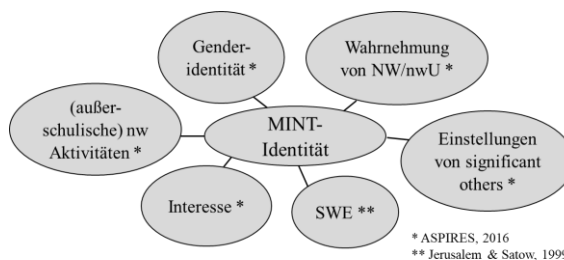 Gender-
identität *
Wahrnehmung
von NW/nwU *
(außer-
schulische) nw
Aktivitäten *
MINT-
Identität
Einstellungen
von significant
others *
Interesse *
SWE **
* ASPIRES, 2016
** Jerusalem & Satow, 1999